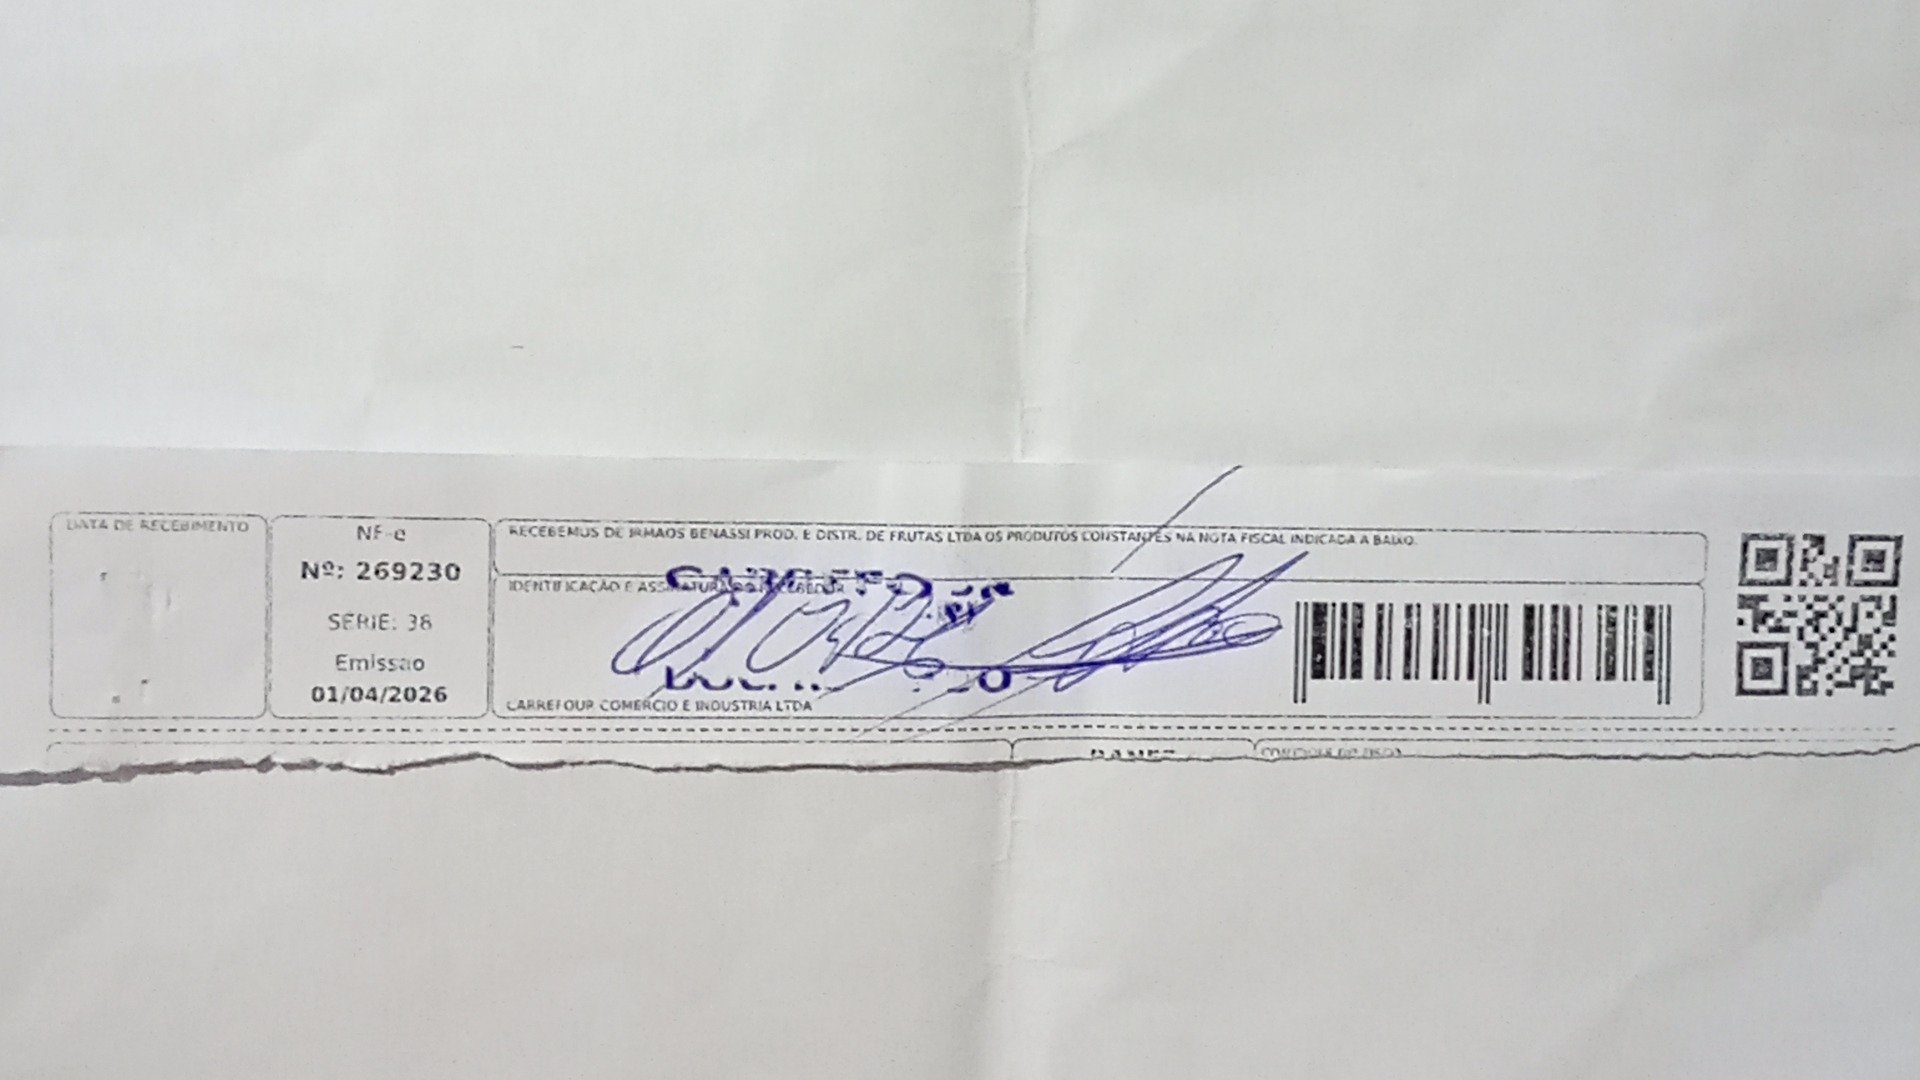 DATA DE RECEBIMENTO
NF-e
Nº: 269230
SÉRIE: 38
Emissão
01/04/2026
RECEBEMOS DE IRMAOS BENASSI PROD. E DISTR. DE FRUTAS LTDA OS PRODUTOS CONSTANTES NA NOTA FISCAL INDICADA A BAIXO.
IDENTIFICAÇÃO E ASSINATURA DO RECEBEDOR
CARREFOUR COMERCIO E INDUSTRIA LTDA